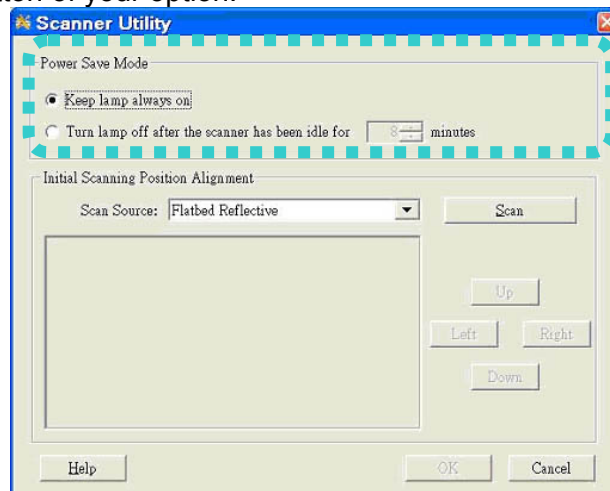 Scanner Utility
Power Save Mode
Keep lamp always on
Turn lamp off after the scanner has been idle for 8 minutes
Initial Scanning Position Alignment
Scan Source: Flatbed Reflective Scan
Up
Left Right
Down
Help OK Cancel